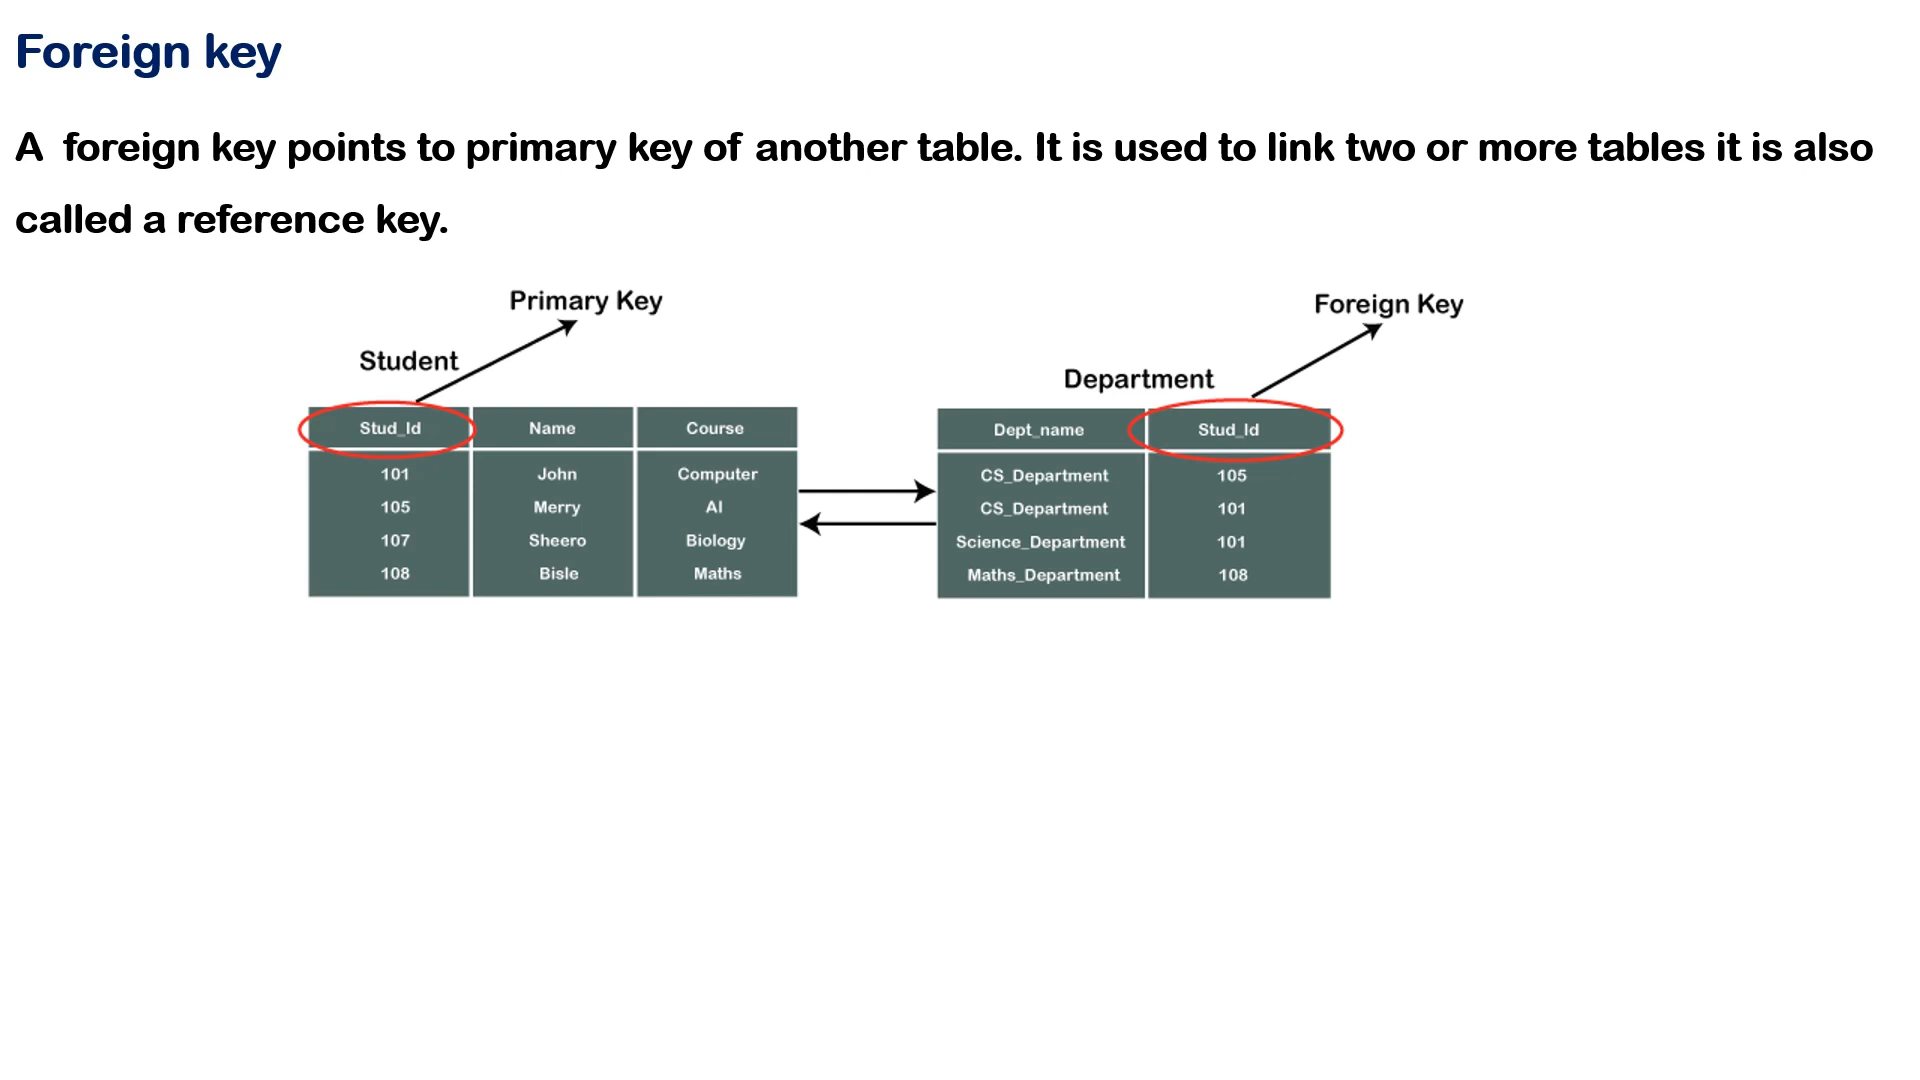 Foreign key
A foreign key points to primary key of another table. It is used to link two or more tables it is also
called a reference key.
Primary Key
Foreign Key
Student
Department
Stud_Id Name Course
101 John Computer
105 Merry AI
107 Sheero Biology
108 Bisle Maths
Dept_name Stud_Id
CS_Department 105
CS_Department 101
Science_Department 101
Maths_Department 108